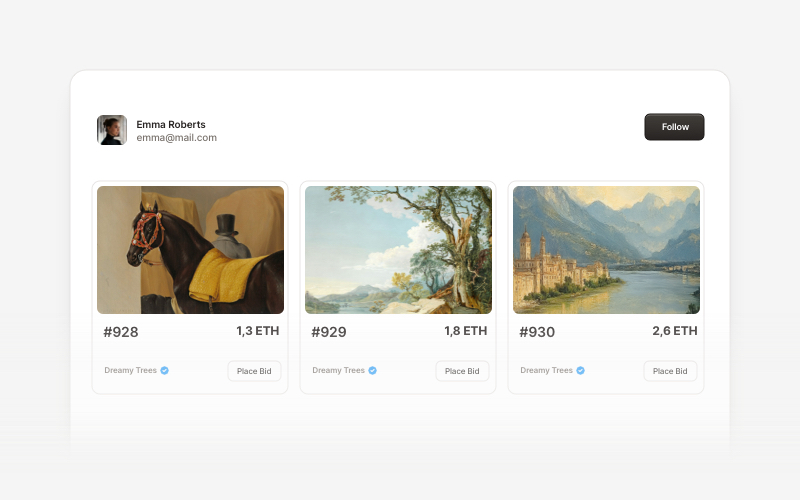 Emma Roberts
emma@mail.com
Follow
#928
1,3 ETH
Dreamy Trees
Place Bid
#929
1,8 ETH
Dreamy Trees
Place Bid
#930
2,6 ETH
Dreamy Trees
Place Bid